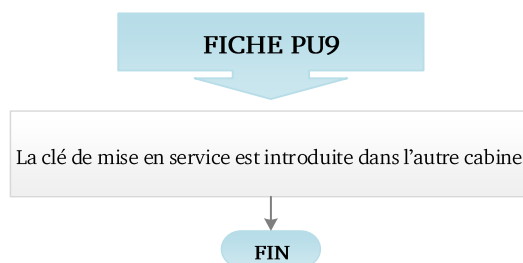 FICHE PU9
La clé de mise en service est introduite dans l'autre cabine
FIN